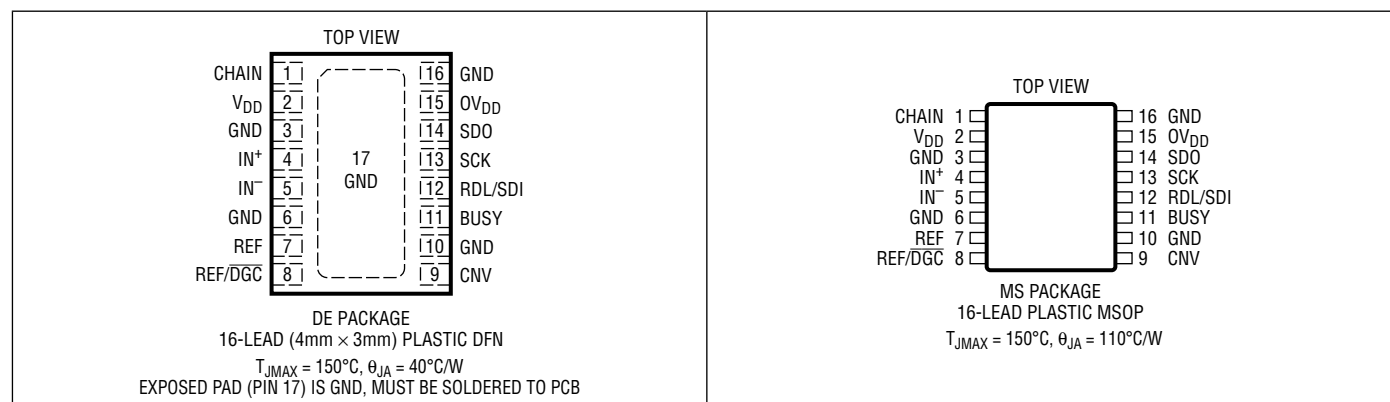 TOP VIEW
CHAIN 1 16 GND
VDD 2 15 OVDD
GND 3 14 SDO
IN+ 4 17 13 SCK
IN– 5 GND 12 RDL/SDI
GND 6 11 BUSY
REF 7 10 GND
REF/DGC 8 9 CNV
DE PACKAGE
16-LEAD (4mm × 3mm) PLASTIC DFN
TJMAX = 150°C, θJA = 40°C/W
EXPOSED PAD (PIN 17) IS GND, MUST BE SOLDERED TO PCB
TOP VIEW
CHAIN 1 16 GND
VDD 2 15 OVDD
GND 3 14 SDO
IN+ 4 13 SCK
IN– 5 12 RDL/SDI
GND 6 11 BUSY
REF 7 10 GND
REF/DGC 8 9 CNV
MS PACKAGE
16-LEAD PLASTIC MSOP
TJMAX = 150°C, θJA = 110°C/W